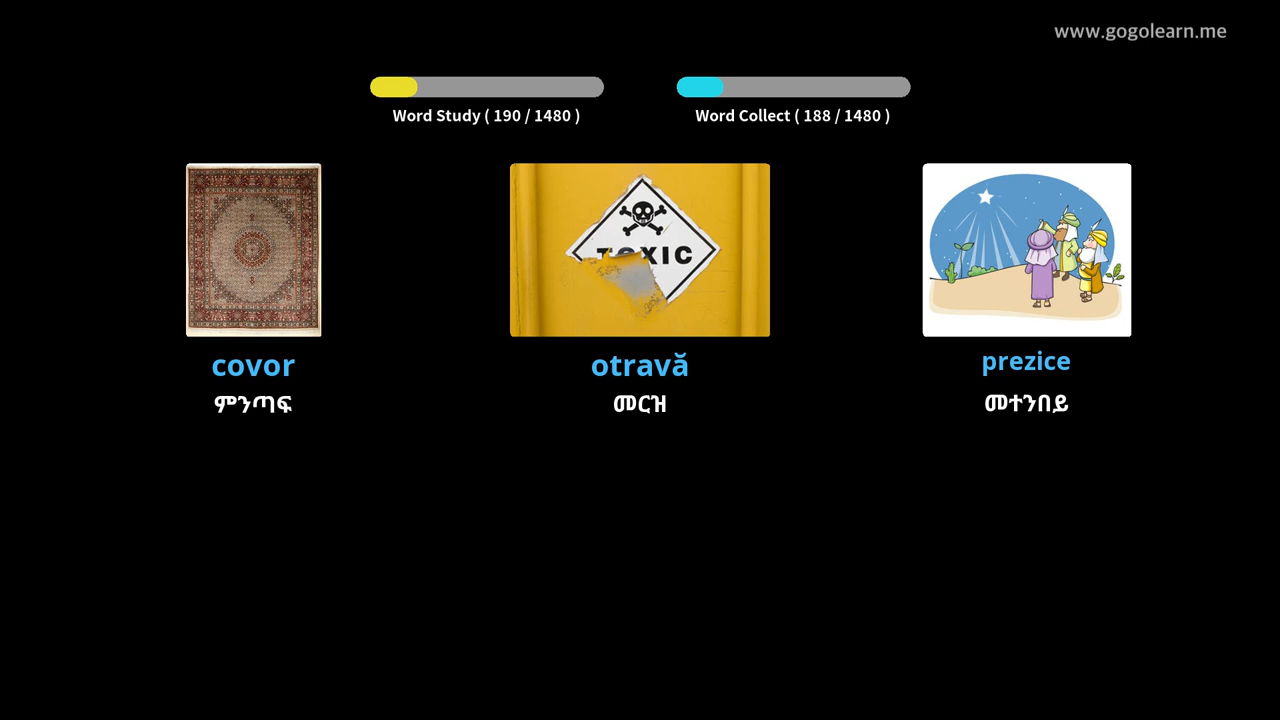 www.gogolearn.me
Word Study ( 190 / 1480 )
Word Collect ( 188 / 1480 )
TOXIC
covor
otravă
prezice
ምንጣፍ
መርዝ
መተንበይ